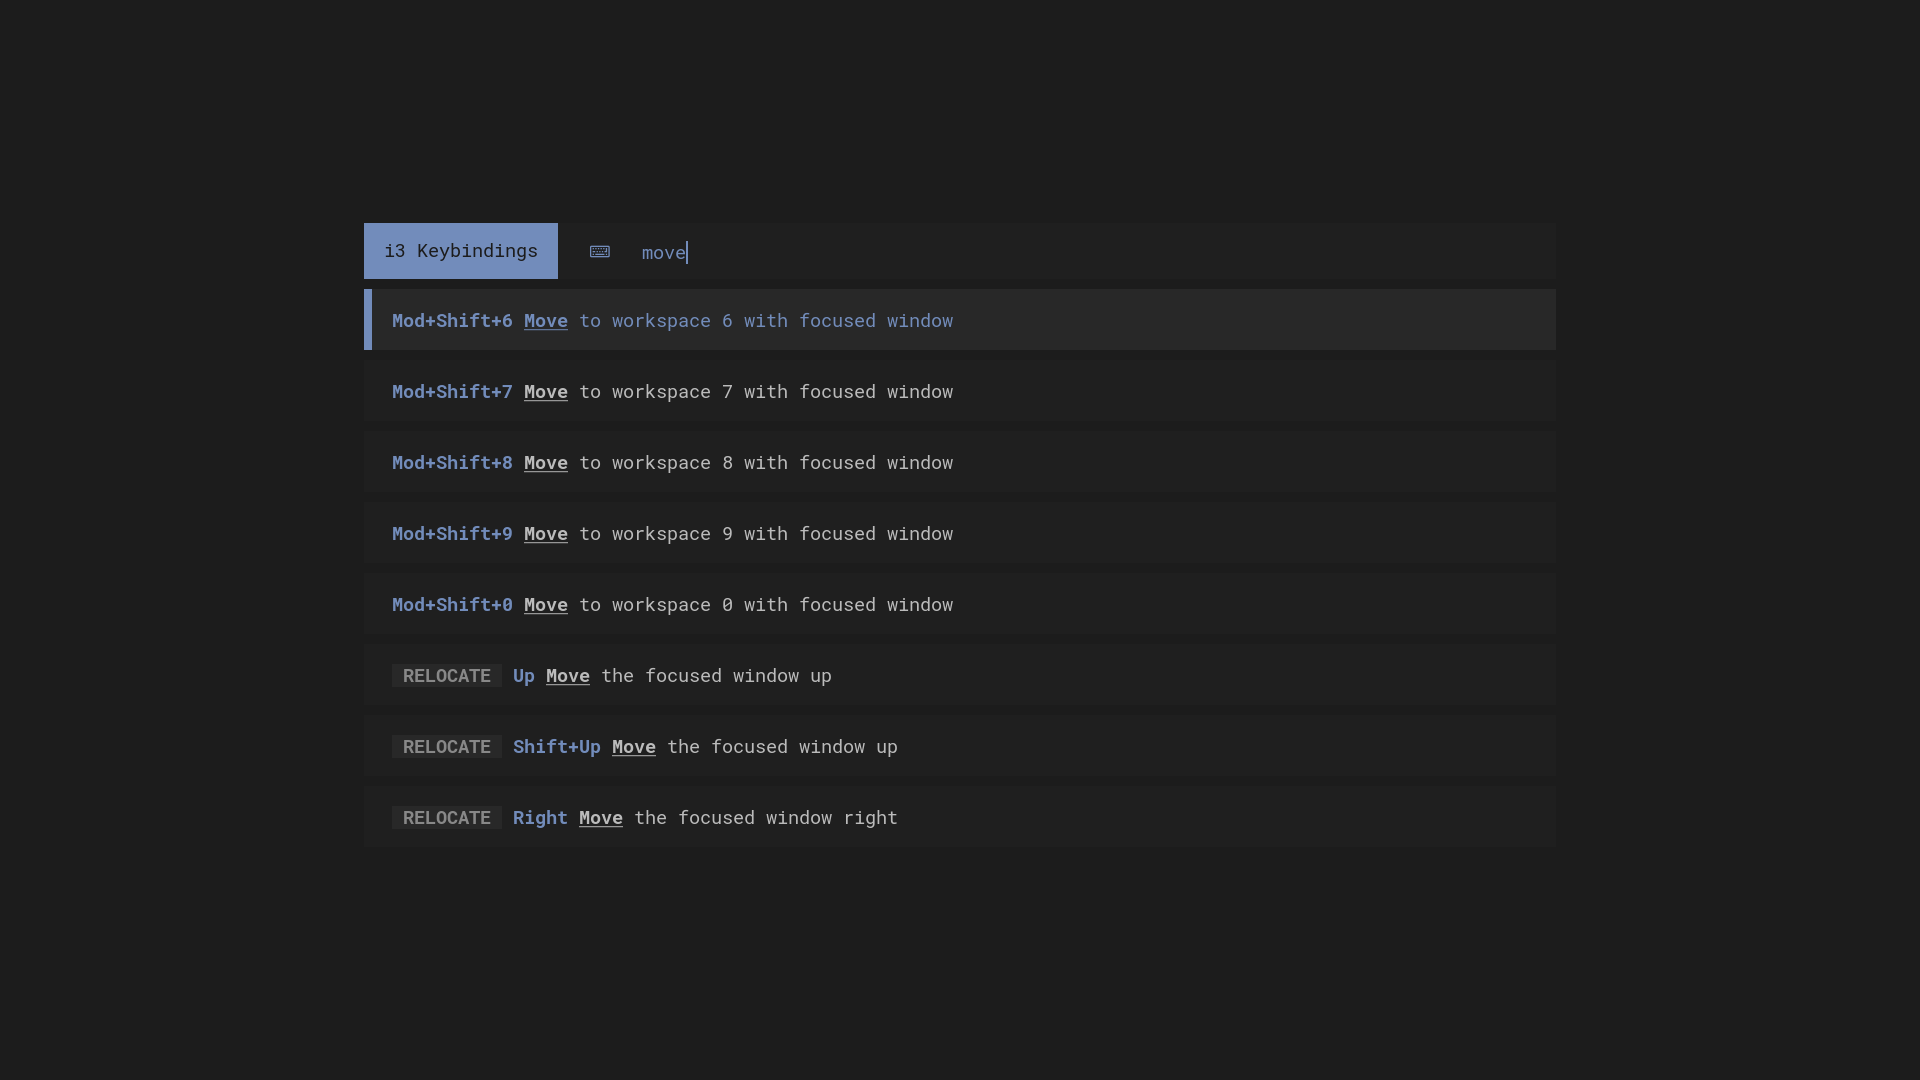 i3 Keybindings move
Mod+Shift+6 Move to workspace 6 with focused window
Mod+Shift+7 Move to workspace 7 with focused window
Mod+Shift+8 Move to workspace 8 with focused window
Mod+Shift+9 Move to workspace 9 with focused window
Mod+Shift+0 Move to workspace 0 with focused window
RELOCATE Up Move the focused window up
RELOCATE Shift+Up Move the focused window up
RELOCATE Right Move the focused window right